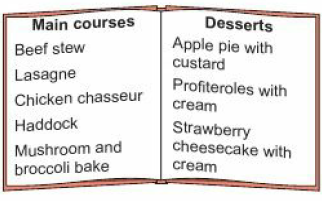 Main courses
Beef stew
Lasagne
Chicken chasseur
Haddock
Mushroom and
broccoli bake
Desserts
Apple pie with
custard
Profiteroles with
cream
Strawberry
cheesecake with
cream